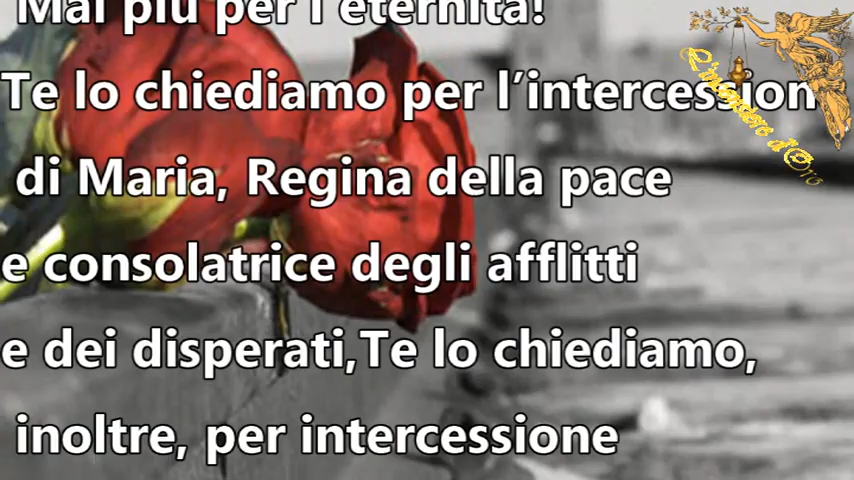 Mai più per l'eternità!
Te lo chiediamo per l'intercession
di Maria, Regina della pace
e consolatrice degli afflitti
e dei disperati,Te lo chiediamo,
inoltre, per intercessione